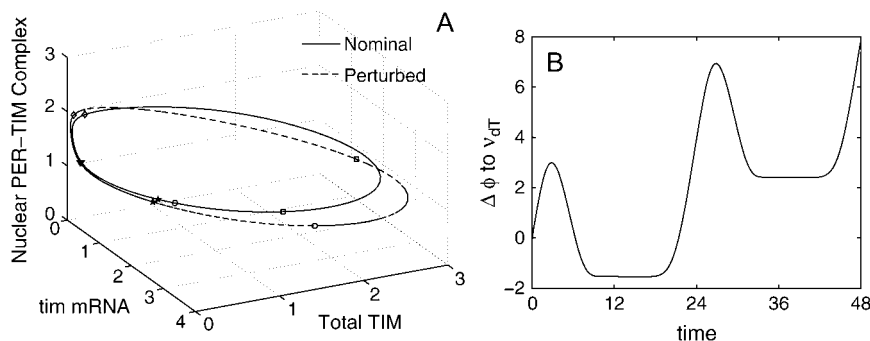 A
Nuclear PER-TIM Complex
3
2
1
0
Nominal
Perturbed
0
1
2
3
4
tim mRNA
0
1
2
3
Total TIM
B
Δ ϕ to ν_dT
8
6
4
2
0
−2
0
12
24
36
48
time